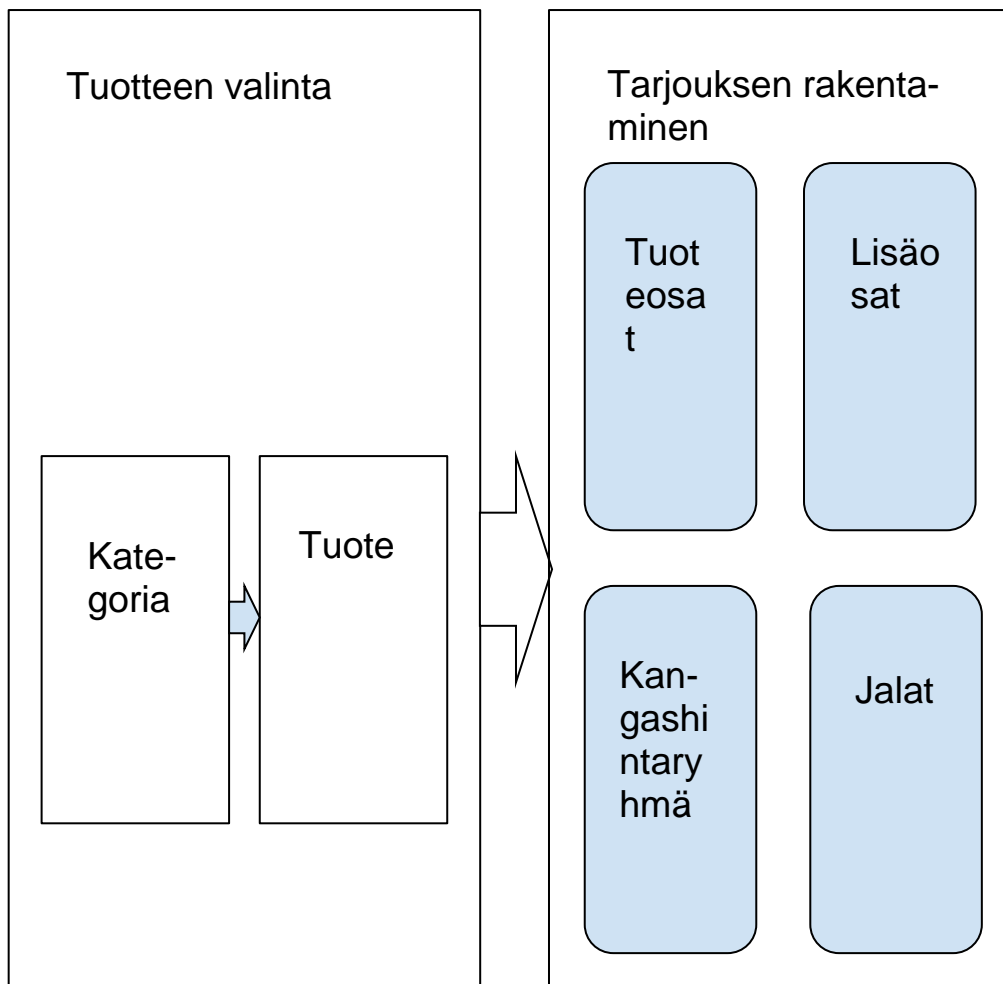 Tuotteen valinta
Kate-
goria
Tuote
Tarjouksen rakenta-
minen
Tuot
eosa
t
Lisäo
sat
Kan-
gashi
ntary
hmä
Jalat